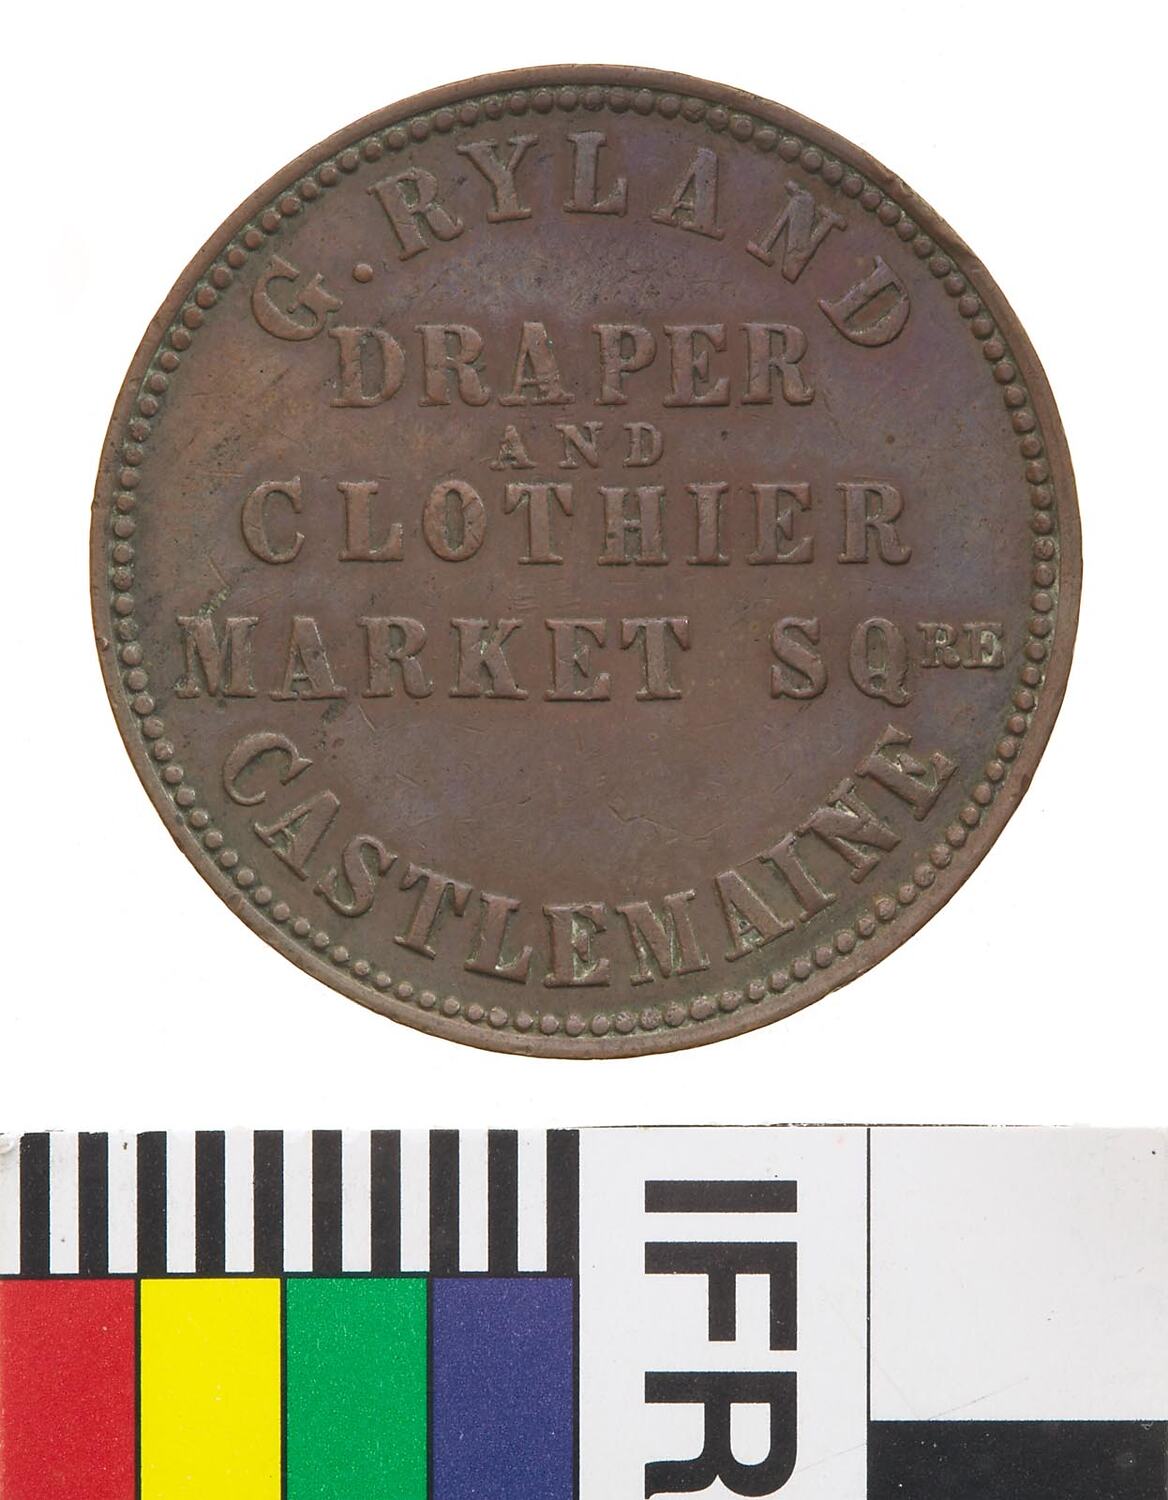 G. RYLAND
DRAPER
AND
CLOTHIER
MARKET SQRE
CASTLEMAINE
IFR